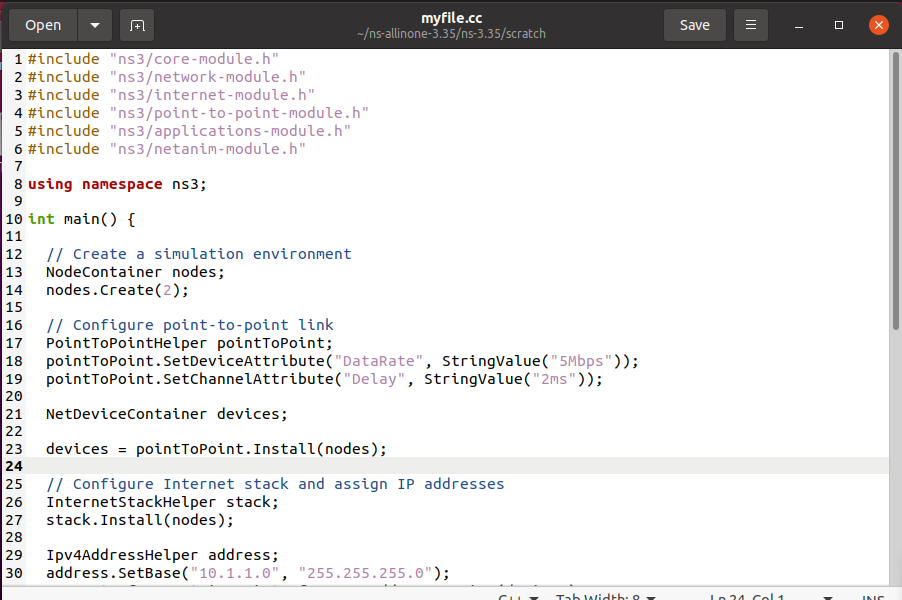 Open
myfile.cc
~/ns-allinone-3.35/ns-3.35/scratch
Save
1 #include "ns3/core-module.h"
2 #include "ns3/network-module.h"
3 #include "ns3/internet-module.h"
4 #include "ns3/point-to-point-module.h"
5 #include "ns3/applications-module.h"
6 #include "ns3/netanim-module.h"
7
8 using namespace ns3;
9
10 int main() {
11
12   // Create a simulation environment
13   NodeContainer nodes;
14   nodes.Create(2);
15
16   // Configure point-to-point link
17   PointToPointHelper pointToPoint;
18   pointToPoint.SetDeviceAttribute("DataRate", StringValue("5Mbps"));
19   pointToPoint.SetChannelAttribute("Delay", StringValue("2ms"));
20
21   NetDeviceContainer devices;
22
23   devices = pointToPoint.Install(nodes);
24
25   // Configure Internet stack and assign IP addresses
26   InternetStackHelper stack;
27   stack.Install(nodes);
28
29   Ipv4AddressHelper address;
30   address.SetBase("10.1.1.0", "255.255.255.0");
C++ Tab Width: 8 Ln 24, Col 1 INS